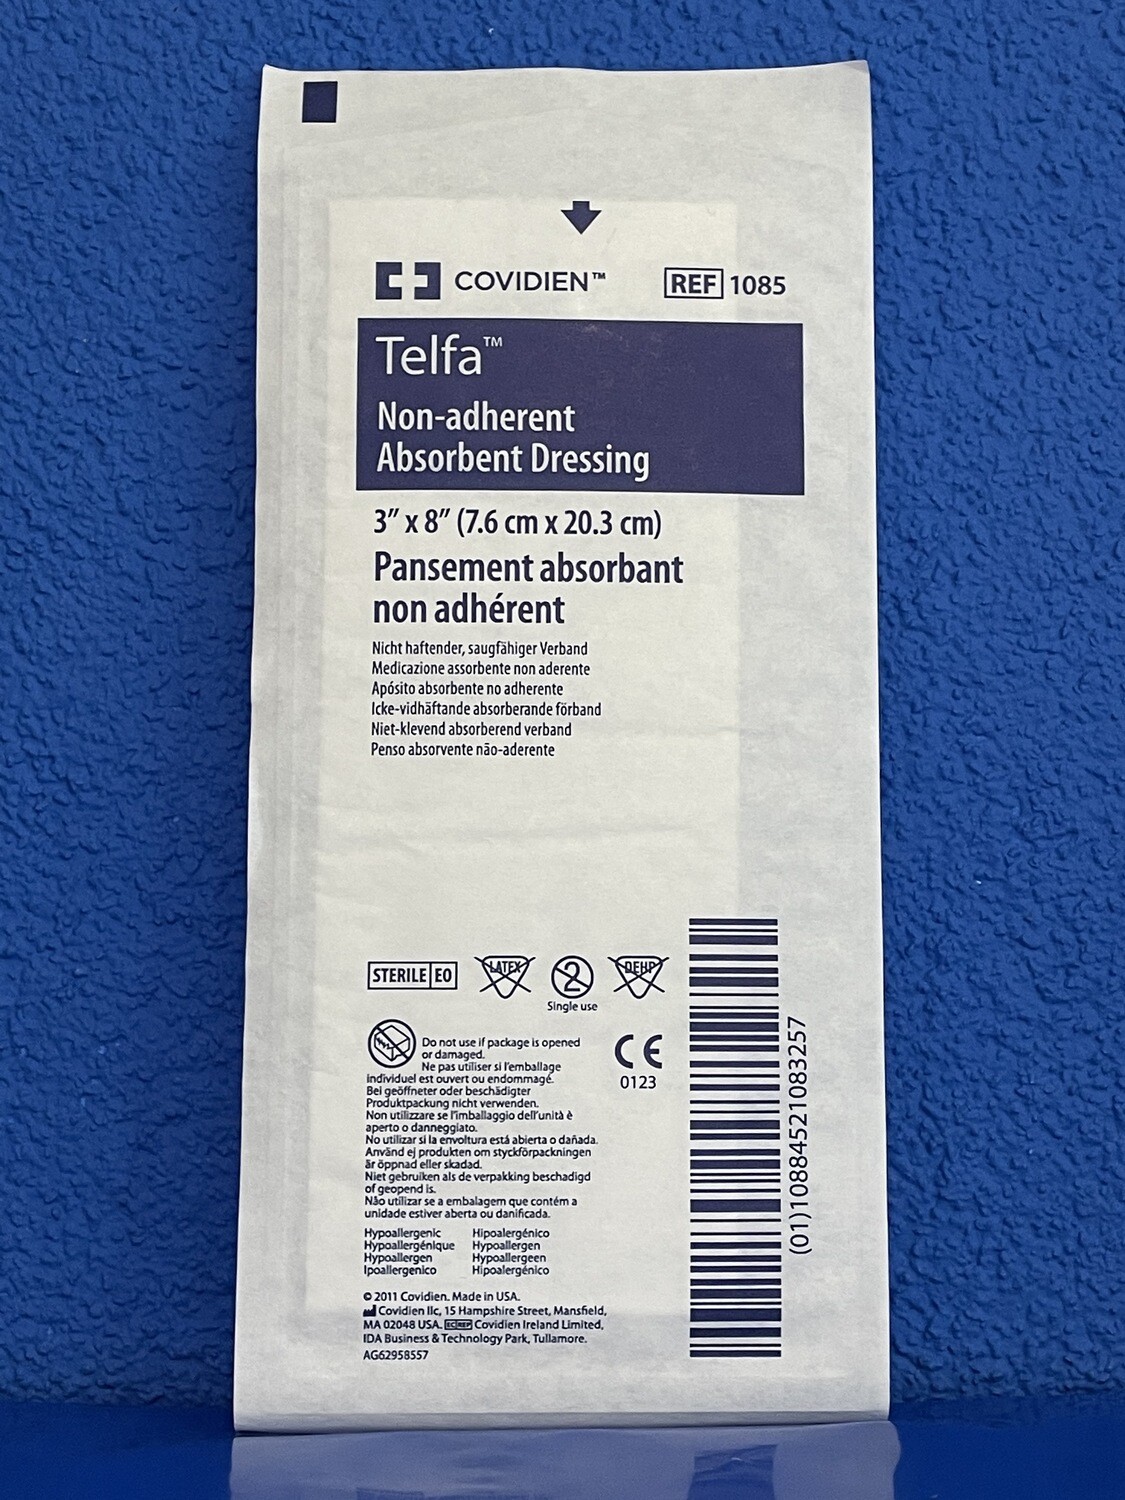 COVIDIEN™
REF 1085
Telfa™
Non-adherent
Absorbent Dressing
3” x 8” (7.6 cm x 20.3 cm)
Pansement absorbant
non adhérent
Nicht haftender, saugfähiger Verband
Medicazione assorbente non aderente
Apósito absorbente no adherente
Icke-vidhäftande absorberande förband
Niet-klevend absorberend verband
Penso absorvente não-aderente
STERILE EO
LATEX
2
Single use
DEHP
Do not use if package is opened
or damaged.
Ne pas utiliser si l’emballage
individuel est ouvert ou endommagé.
Bei geöffneter oder beschädigter
Produktpackung nicht verwenden.
Non utilizzare se l’imballaggio dell’unità è
aperto o danneggiato.
No utilizar si la envoltura está abierta o dañada.
Använd ej produkten om styckförpackningen
är öppnad eller skadad.
Niet gebruiken als de verpakking beschadigd
of geopend is.
Não utilizar se a embalagem que contém a
unidade estiver aberta ou danificada.
CE
0123
Hypoallergenic Hipoalergénico
Hypoallergénique Hypoallergen
Hypoallergen Hypoallergeen
Ipoallergenico Hipoalergénico
© 2011 Covidien. Made in USA.
Covidien llc, 15 Hampshire Street, Mansfield,
MA 02048 USA. EC REP Covidien Ireland Limited,
IDA Business & Technology Park, Tullamore.
AG62958557
(01)10884521083257